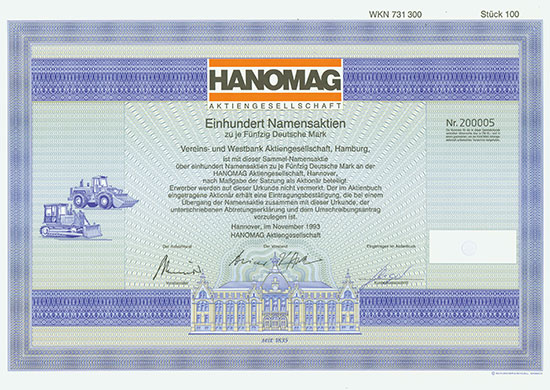 WKN 731 300 Stück 100
HANOMAG
AKTIENGESELLSCHAFT
Einhundert Namensaktien
zu je Fünfzig Deutsche Mark
Nr. 200005
Vereins- und Westbank Aktiengesellschaft, Hamburg,
ist mit dieser Sammel-Namensaktie
über einhundert Namensaktien zu je Fünfzig Deutsche Mark an der
HANOMAG Aktiengesellschaft, Hannover,
nach Maßgabe der Satzung als Aktionär beteiligt.
Erwerber werden auf dieser Urkunde nicht vermerkt. Der im Aktienbuch
eingetragene Aktionär erhält eine Eintragungsbestätigung, die bei einem
Übergang der Namensaktie zusammen mit dieser Urkunde, der
unterschriebenen Abtretungserklärung und dem Umschreibungsantrag
vorzulegen ist.
Hannover, im November 1993
HANOMAG Aktiengesellschaft
Der Aufsichtsrat Der Vorstand Eingetragen im Aktienbuch
SEIT 1835